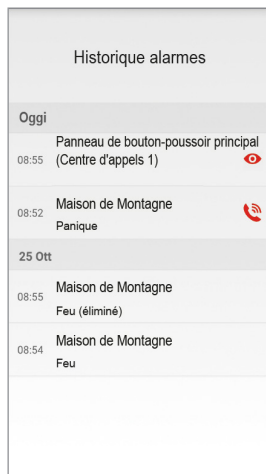 Historique alarmes
Oggi
Panneau de bouton-poussoir principal
08:55 (Centre d'appels 1)
08:52 Maison de Montagne
Panique
25 Ott
08:55 Maison de Montagne
Feu (éliminé)
08:54 Maison de Montagne
Feu